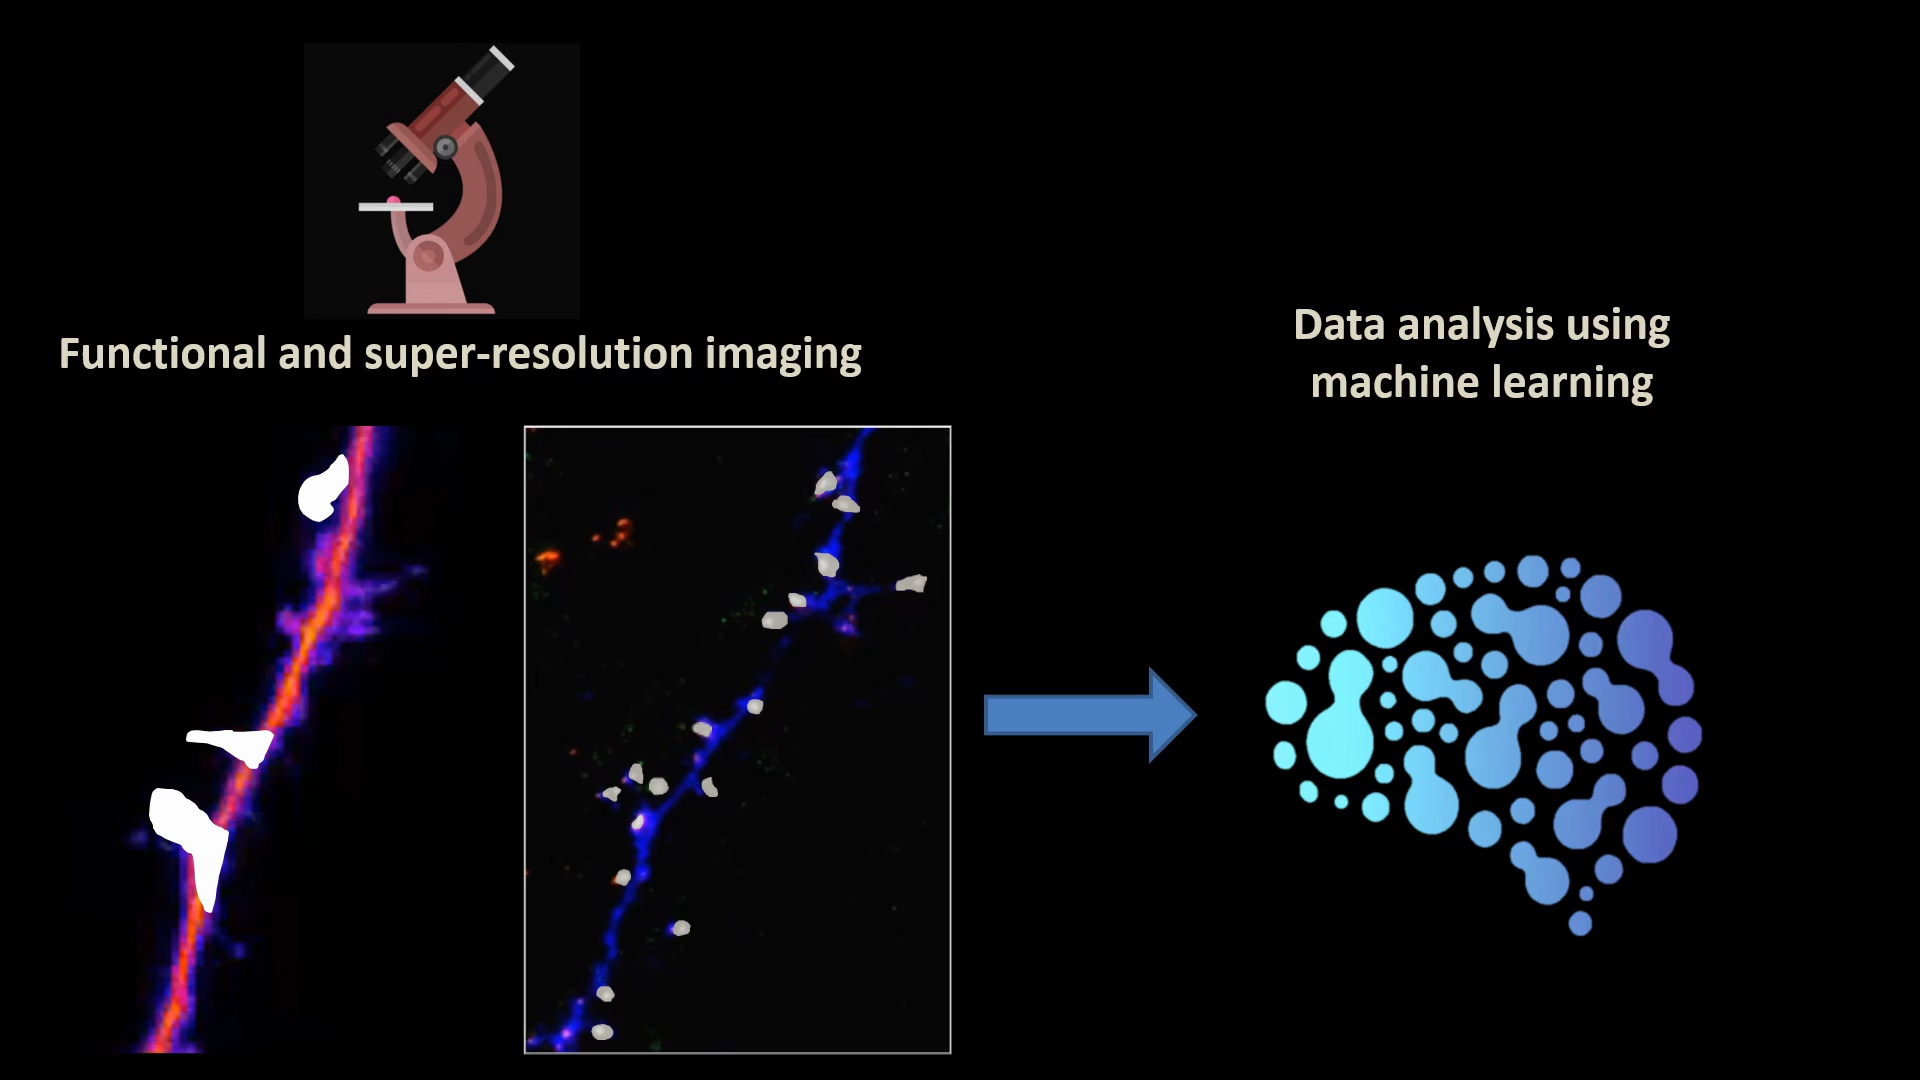 Functional and super-resolution imaging
Data analysis using
machine learning